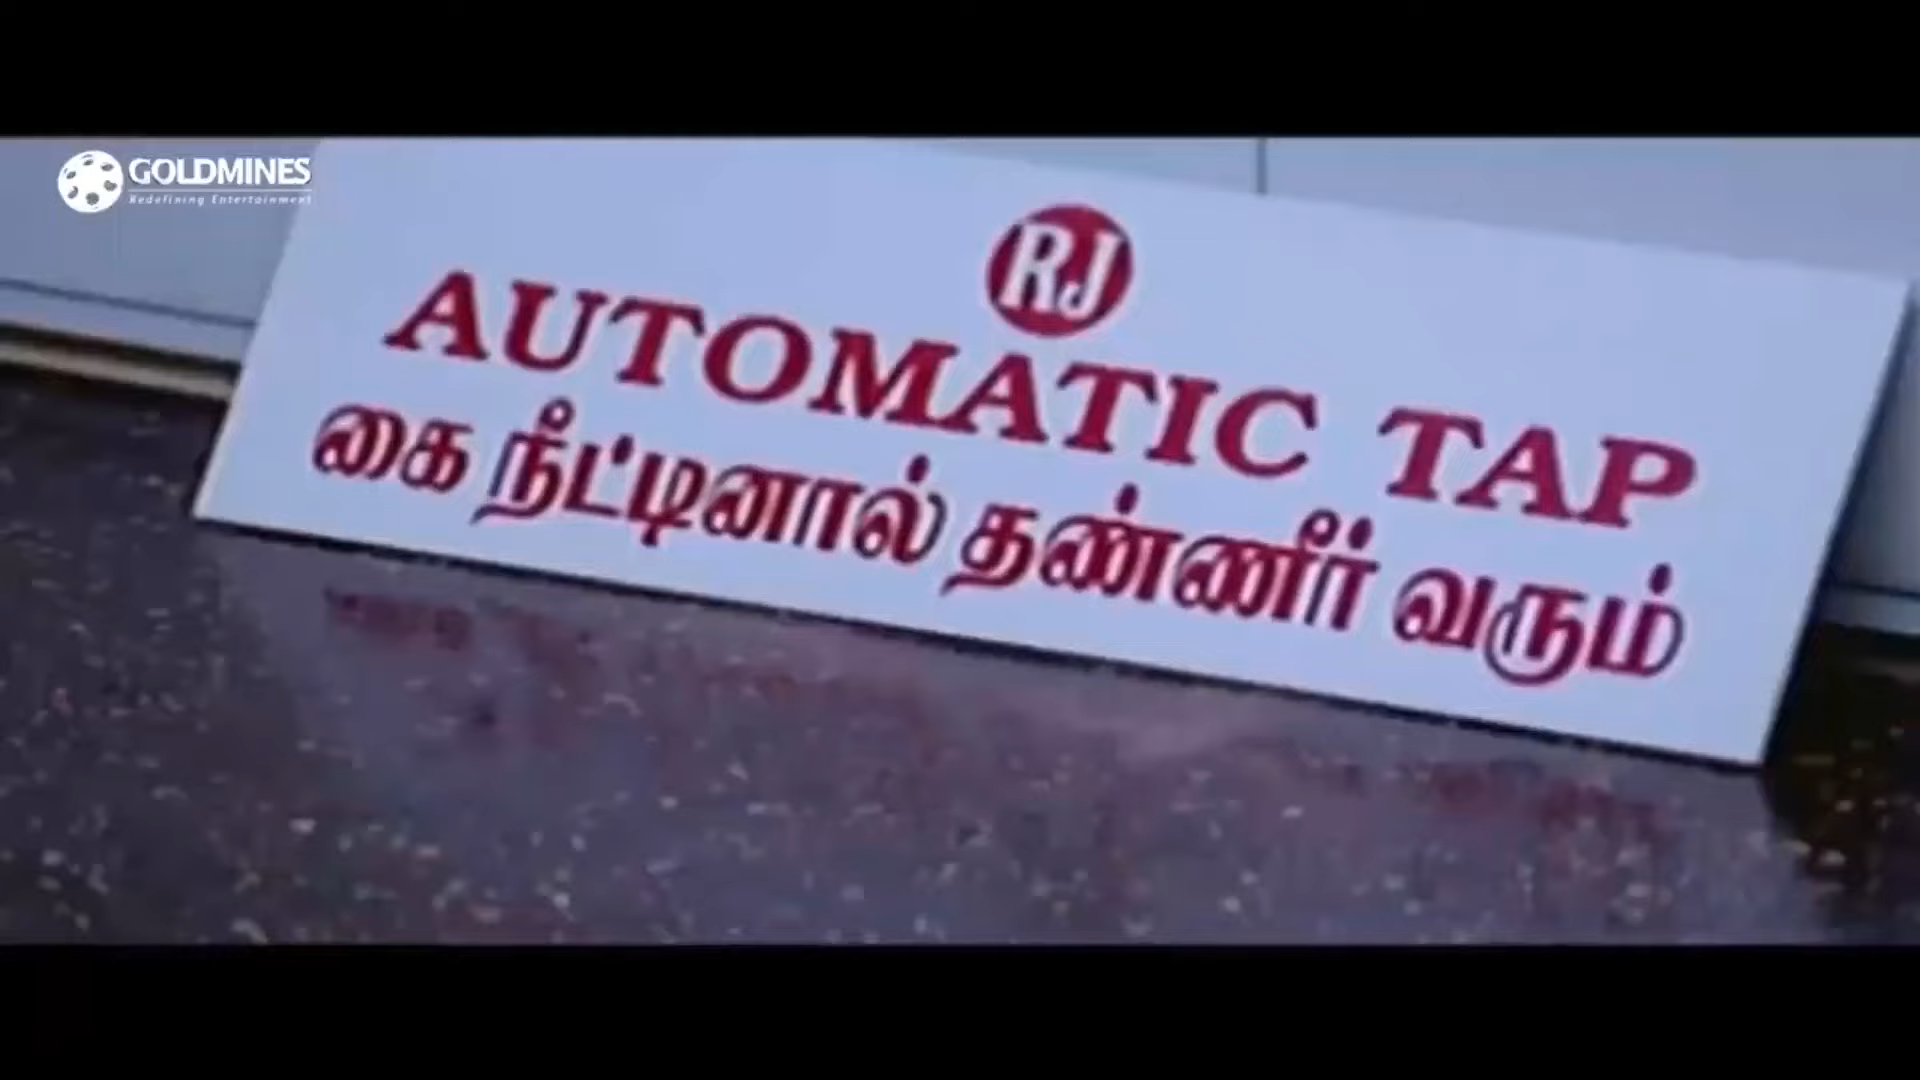 GOLDMINES
Redefining Entertainment
RJ
AUTOMATIC TAP
கை நீட்டினால் தண்ணீர் வரும்